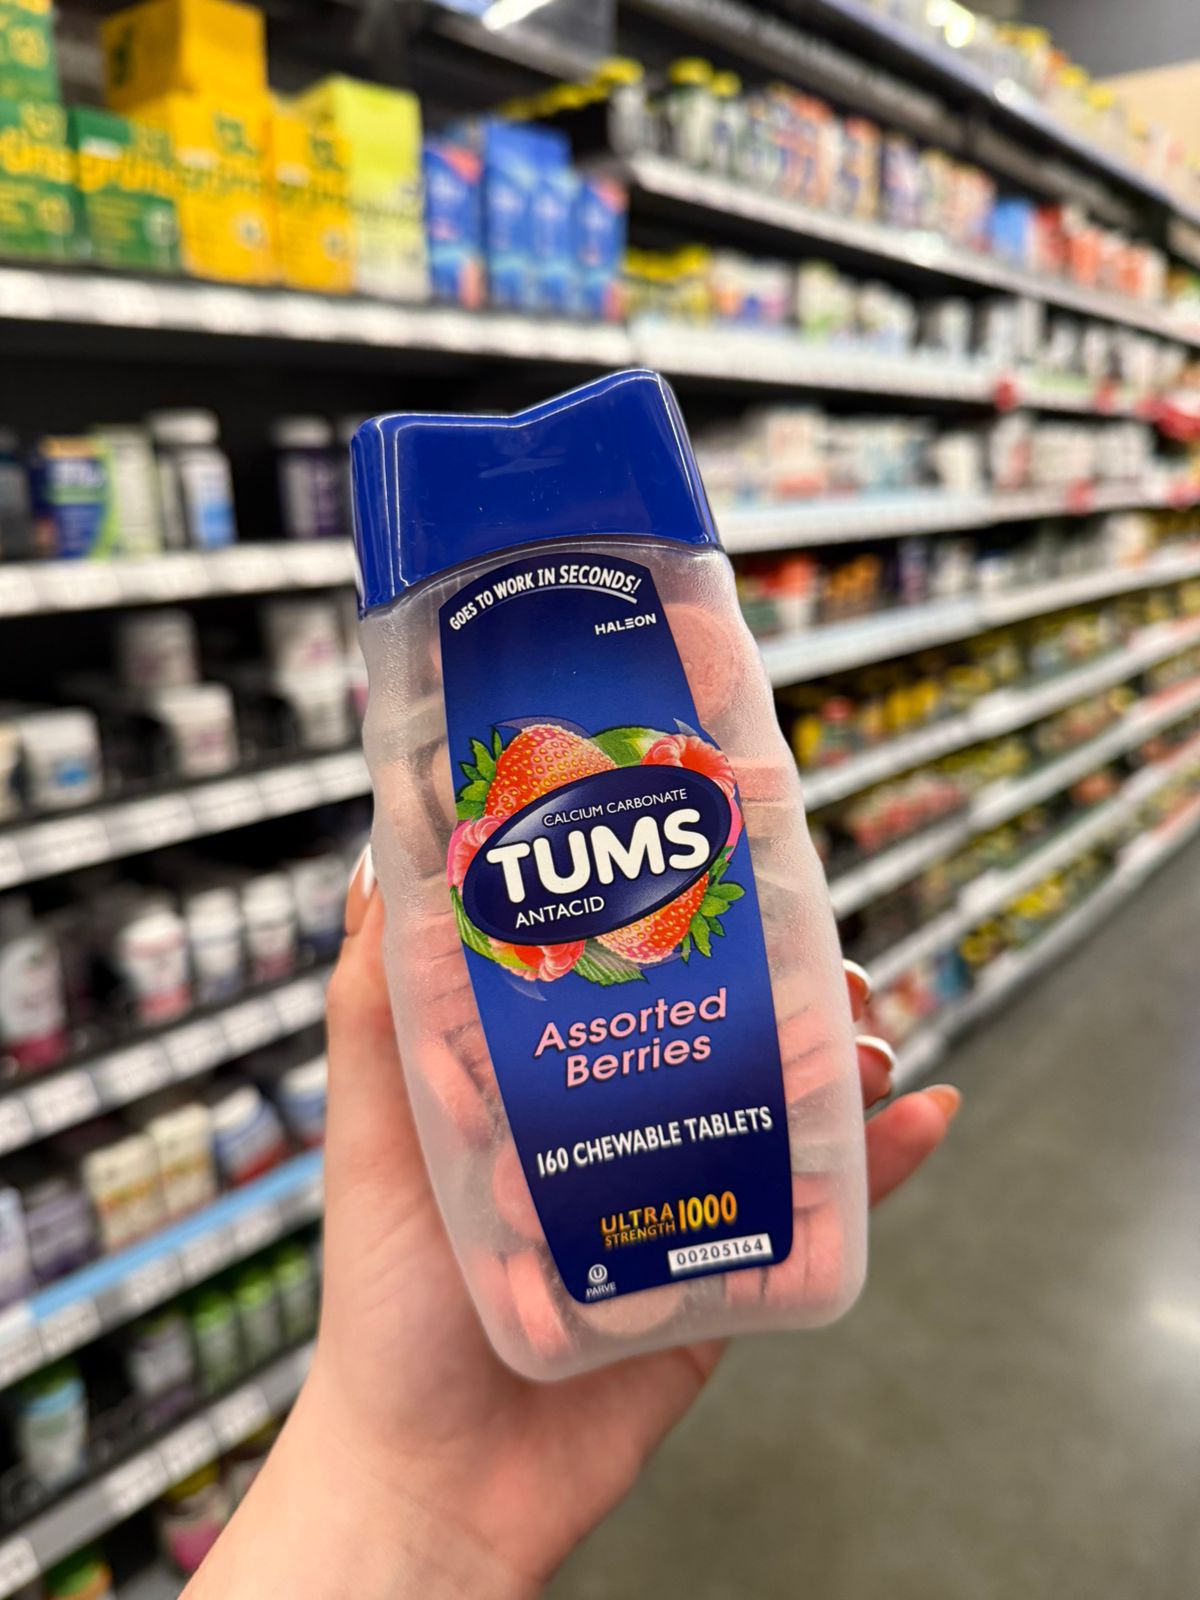 GOES TO WORK IN SECONDS!
HALEON
CALCIUM CARBONATE
TUMS
ANTACID
Assorted
Berries
160 CHEWABLE TABLETS
ULTRA
STRENGTH
1000
00205164
U
PARVE